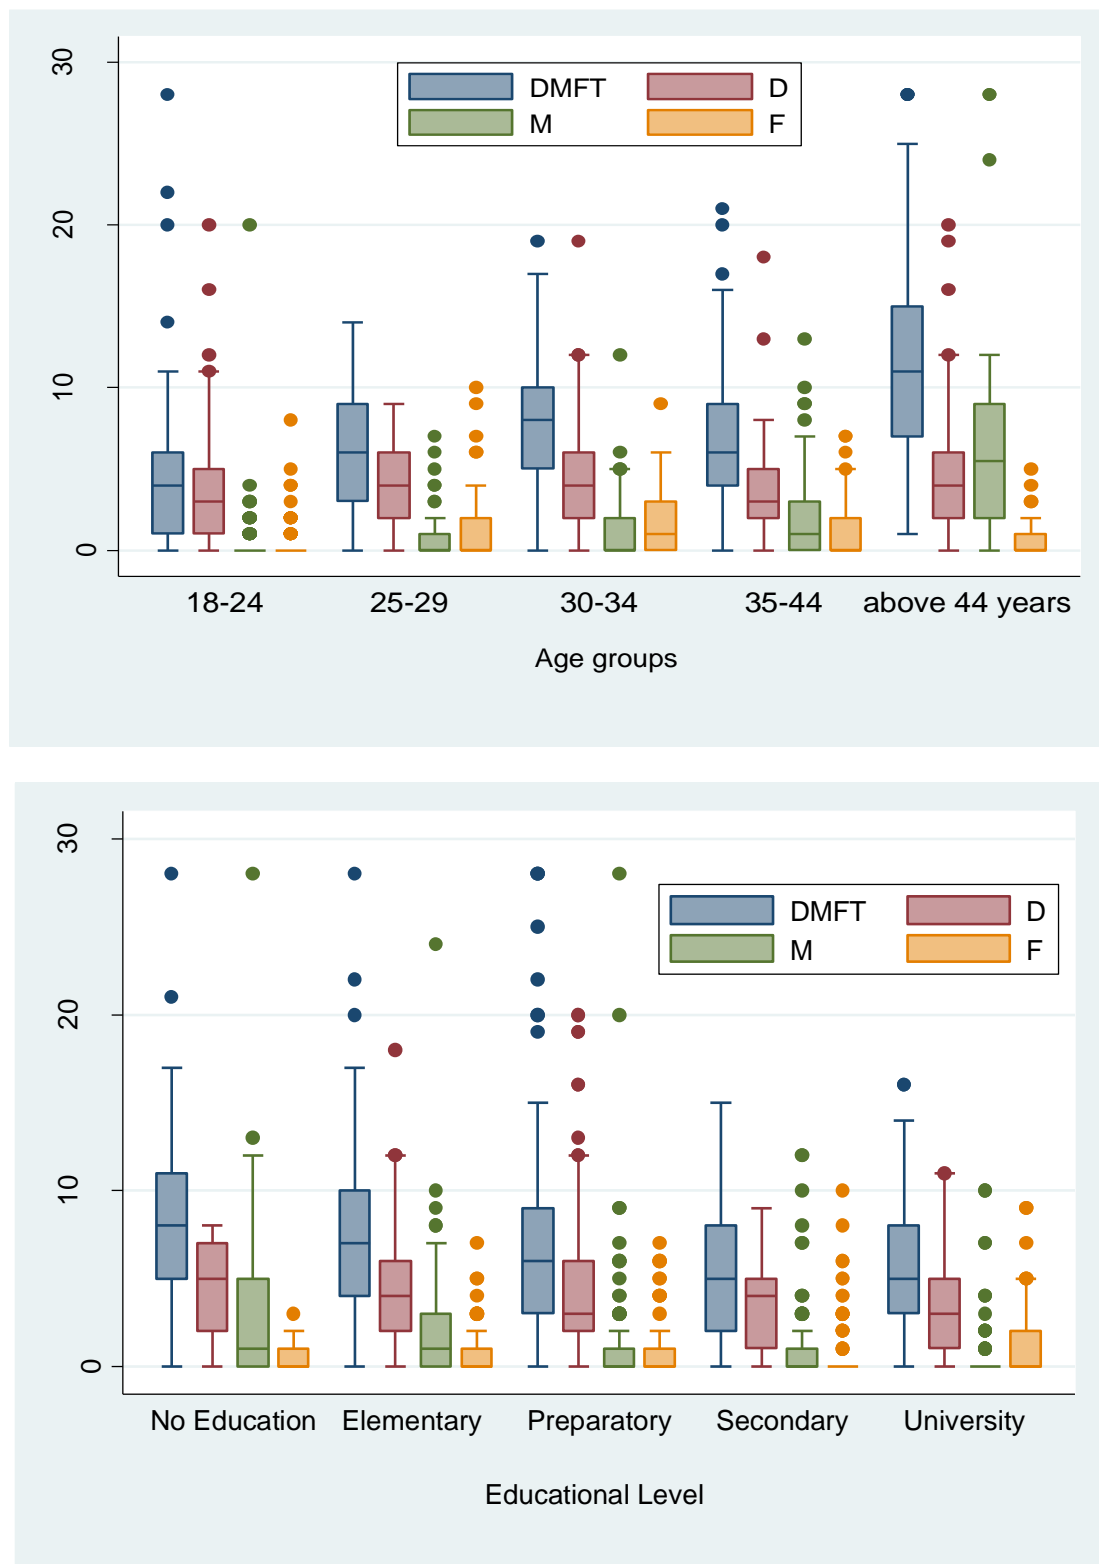 30
20
10
0
DMFT D
M F
18-24 25-29 30-34 35-44 above 44 years
Age groups
30
20
10
0
DMFT D
M F
No Education Elementary Preparatory Secondary University
Educational Level